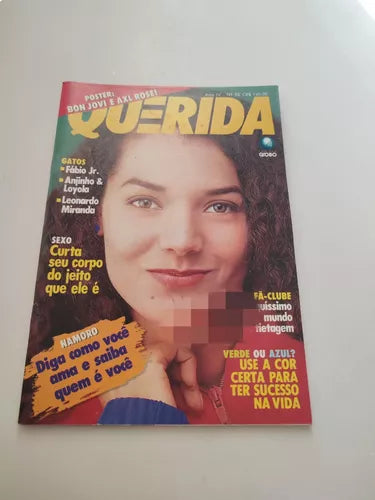 POSTER:
BON JOVI E AXL ROSE!
QUERIDA
GLOBO
GATOS
Fábio Jr.
Anjinho &
Loyola
Leonardo
Miranda
SEXO
Curta
seu corpo
do jeito
que ele é
FÃ-CLUBE
mundo
tietagem
NAMORO
Diga como você
ama e saiba
quem é você
VERDE OU AZUL?
USE A COR
CERTA PARA
TER SUCESSO
NA VIDA